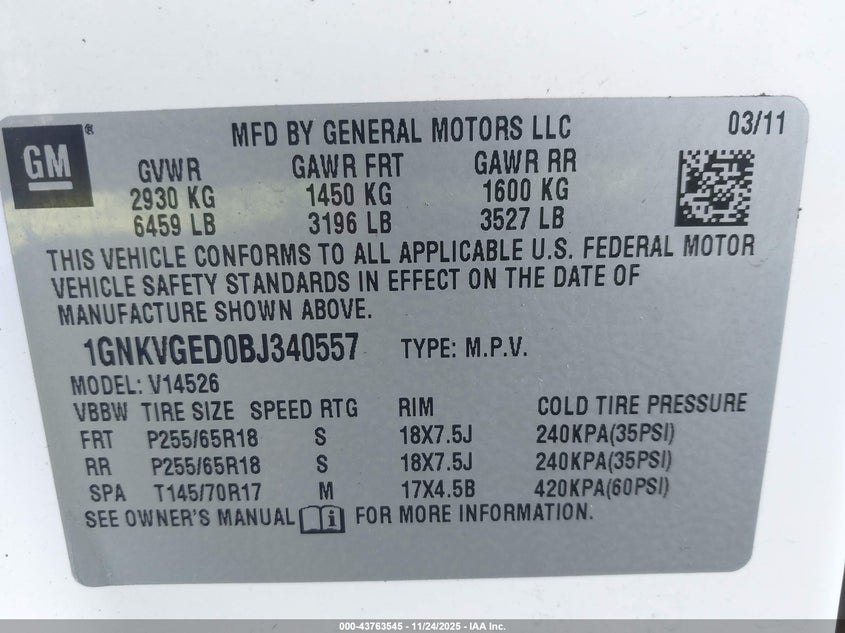 GM®
MFD BY GENERAL MOTORS LLC 03/11
GVWR GAWR FRT GAWR RR
2930 KG 1450 KG 1600 KG
6459 LB 3196 LB 3527 LB
THIS VEHICLE CONFORMS TO ALL APPLICABLE U.S. FEDERAL MOTOR
VEHICLE SAFETY STANDARDS IN EFFECT ON THE DATE OF
MANUFACTURE SHOWN ABOVE.
1GNKVGED0BJ340557 TYPE: M.P.V.
MODEL: V14526
VBBW TIRE SIZE SPEED RTG RIM COLD TIRE PRESSURE
FRT P255/65R18 S 18X7.5J 240KPA(35PSI)
RR P255/65R18 S 18X7.5J 240KPA(35PSI)
SPA T145/70R17 M 17X4.5B 420KPA(60PSI)
SEE OWNER'S MANUAL i FOR MORE INFORMATION.
000-43763545 - 11/24/2025 - IAA Inc.